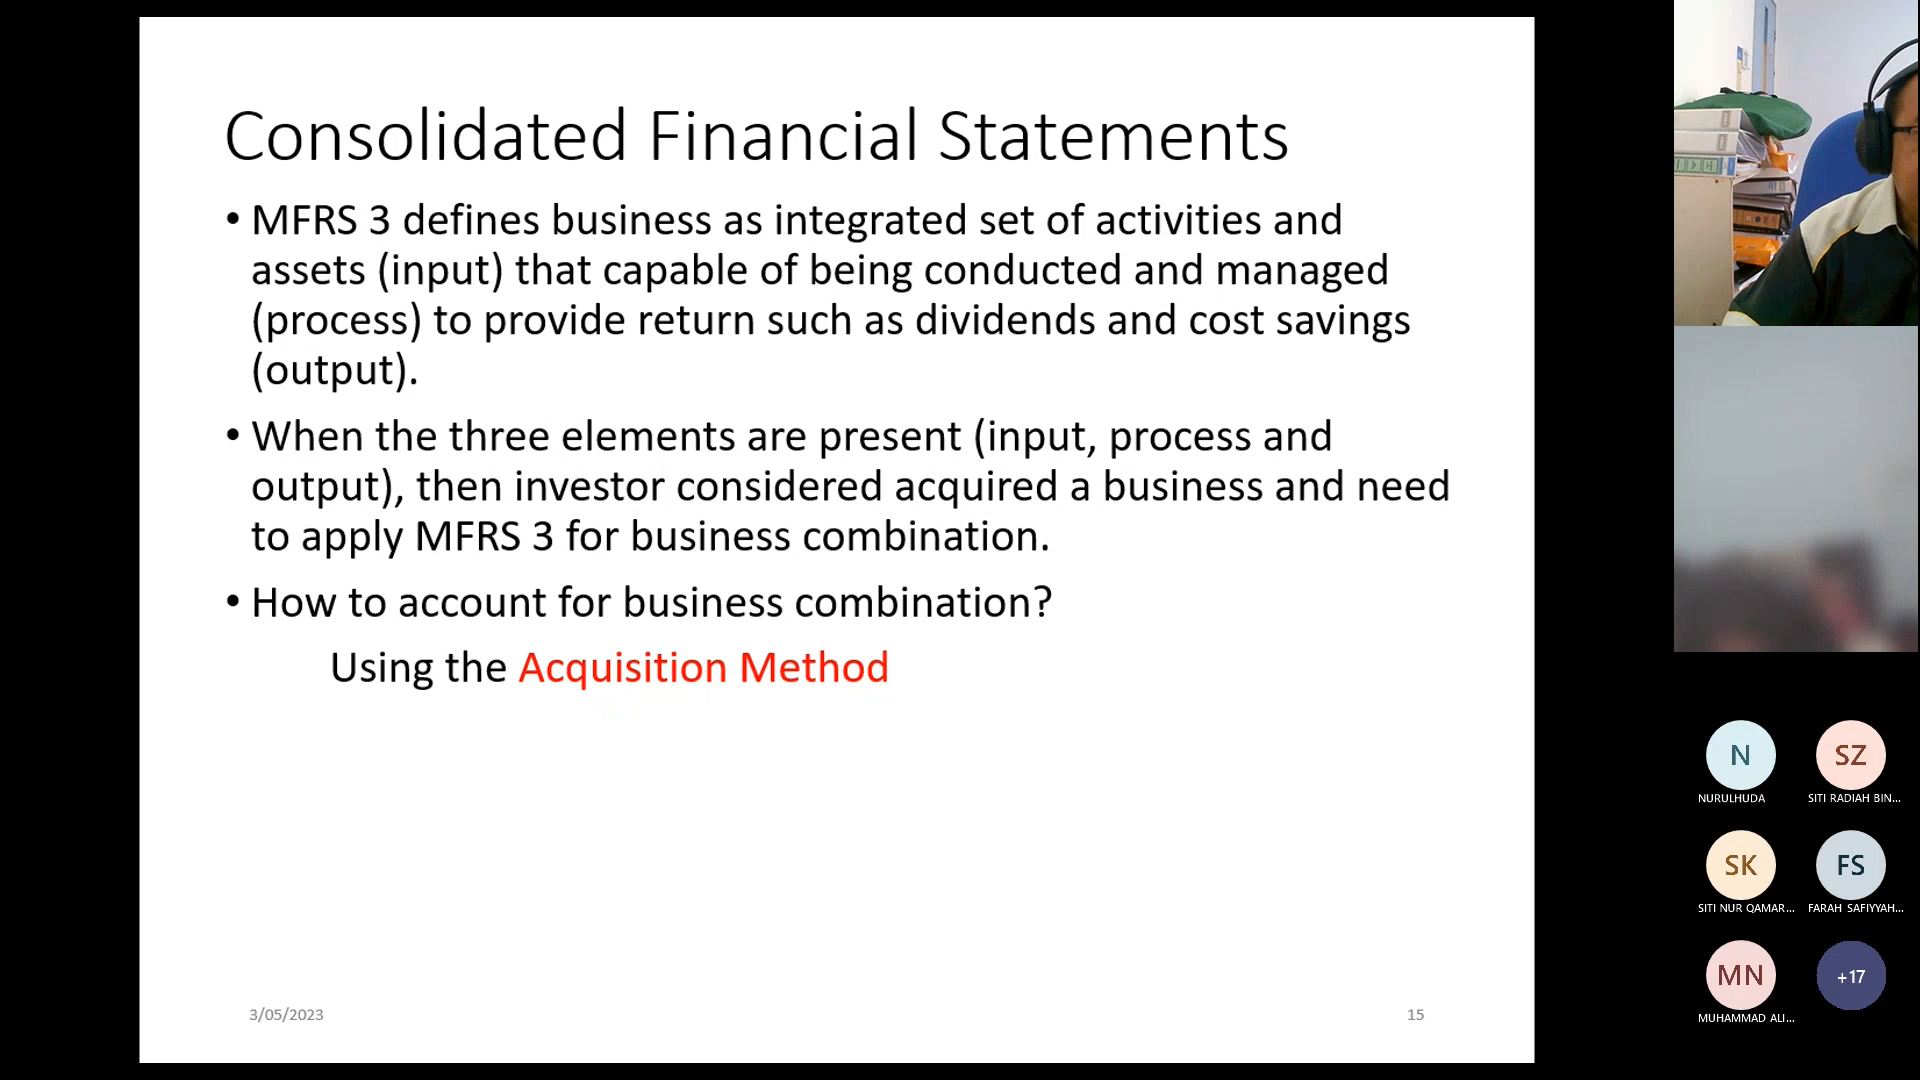 Consolidated Financial Statements
• MFRS 3 defines business as integrated set of activities and
assets (input) that capable of being conducted and managed
(process) to provide return such as dividends and cost savings
(output).
• When the three elements are present (input, process and
output), then investor considered acquired a business and need
to apply MFRS 3 for business combination.
• How to account for business combination?
Using the Acquisition Method
3/05/2023
15
N
SZ
NURULHUDA
SITI RADIAH BIN...
SK
FS
SITI NUR QAMAR...
FARAH SAFIYYAH...
MN
+17
MUHAMMAD ALI...